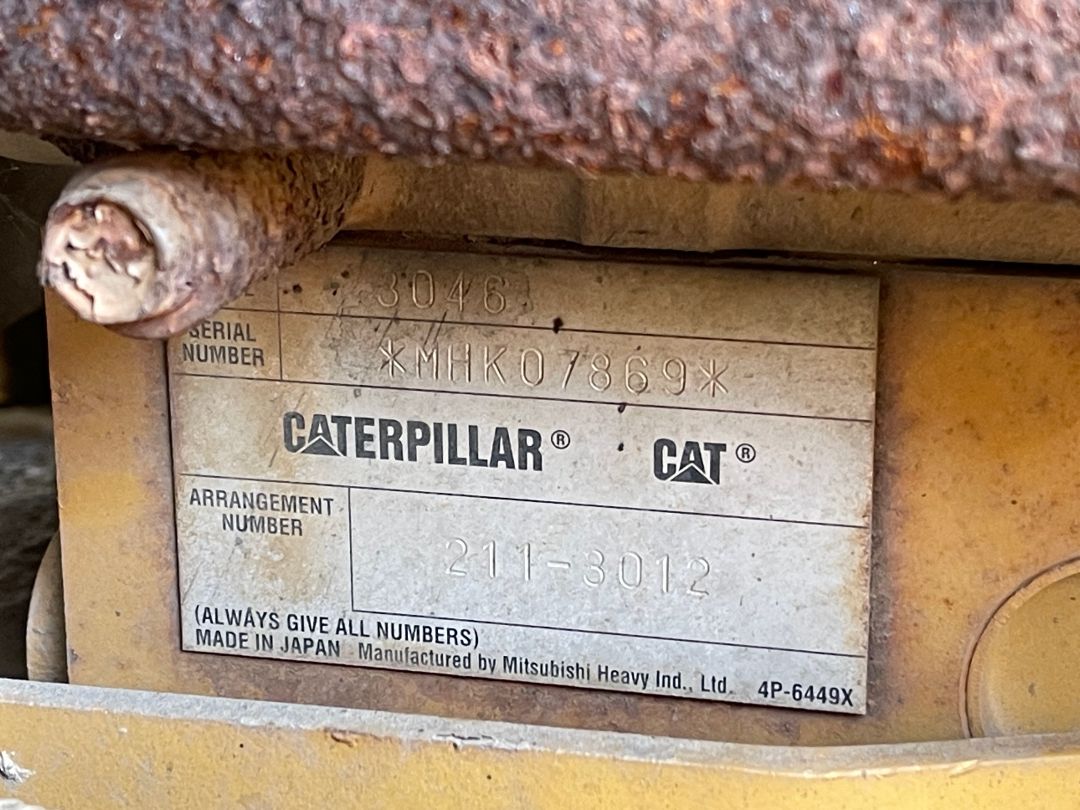 3046
SERIAL
NUMBER
*MHK07869*
CATERPILLAR® CAT®
ARRANGEMENT
NUMBER
211-3012
(ALWAYS GIVE ALL NUMBERS)
MADE IN JAPAN Manufactured by Mitsubishi Heavy Ind., Ltd. 4P-6449X